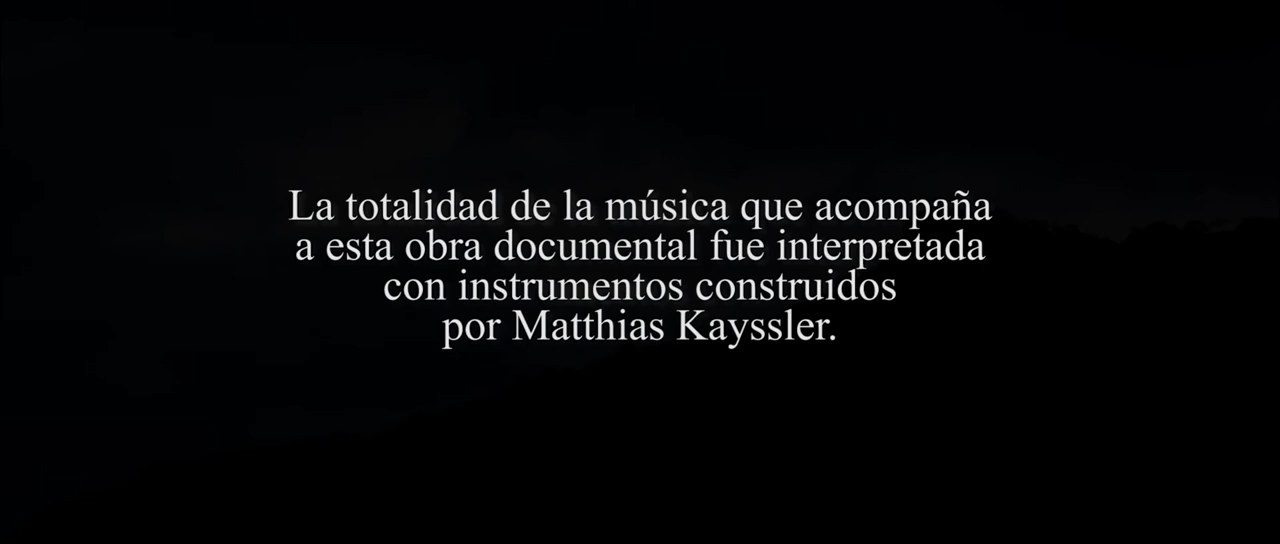 La totalidad de la música que acompaña
a esta obra documental fue interpretada
con instrumentos construidos
por Matthias Kayssler.